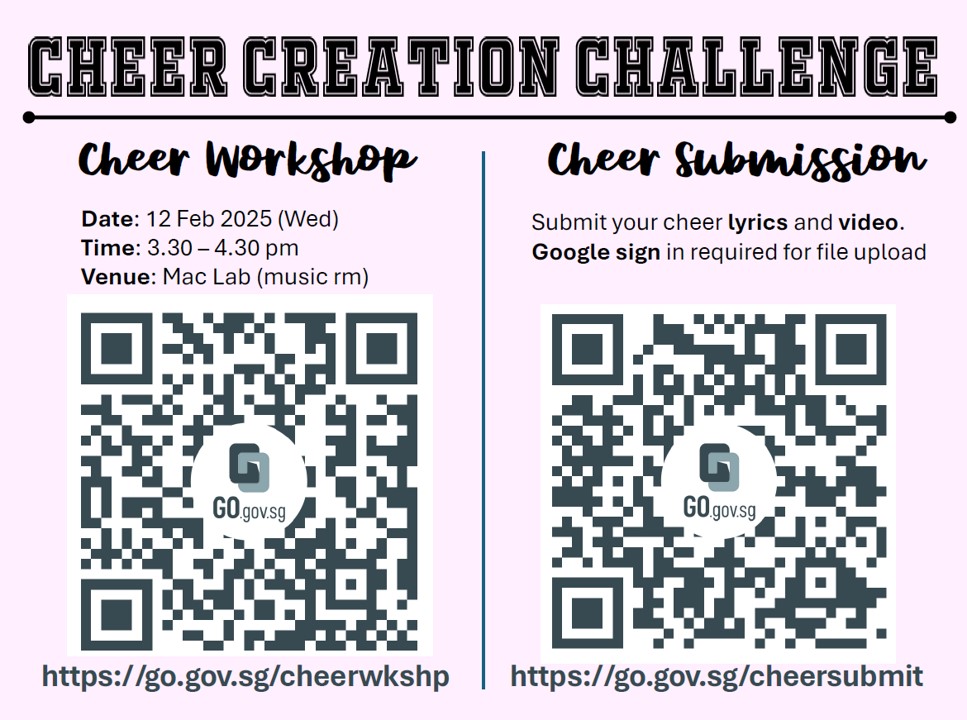 CHEER CREATION CHALLENGE
Cheer Workshop
Date: 12 Feb 2025 (Wed)
Time: 3.30 – 4.30 pm
Venue: Mac Lab (music rm)
GO.gov.sg
https://go.gov.sg/cheerwkshp
Cheer Submission
Submit your cheer lyrics and video.
Google sign in required for file upload
GO.gov.sg
https://go.gov.sg/cheersubmit